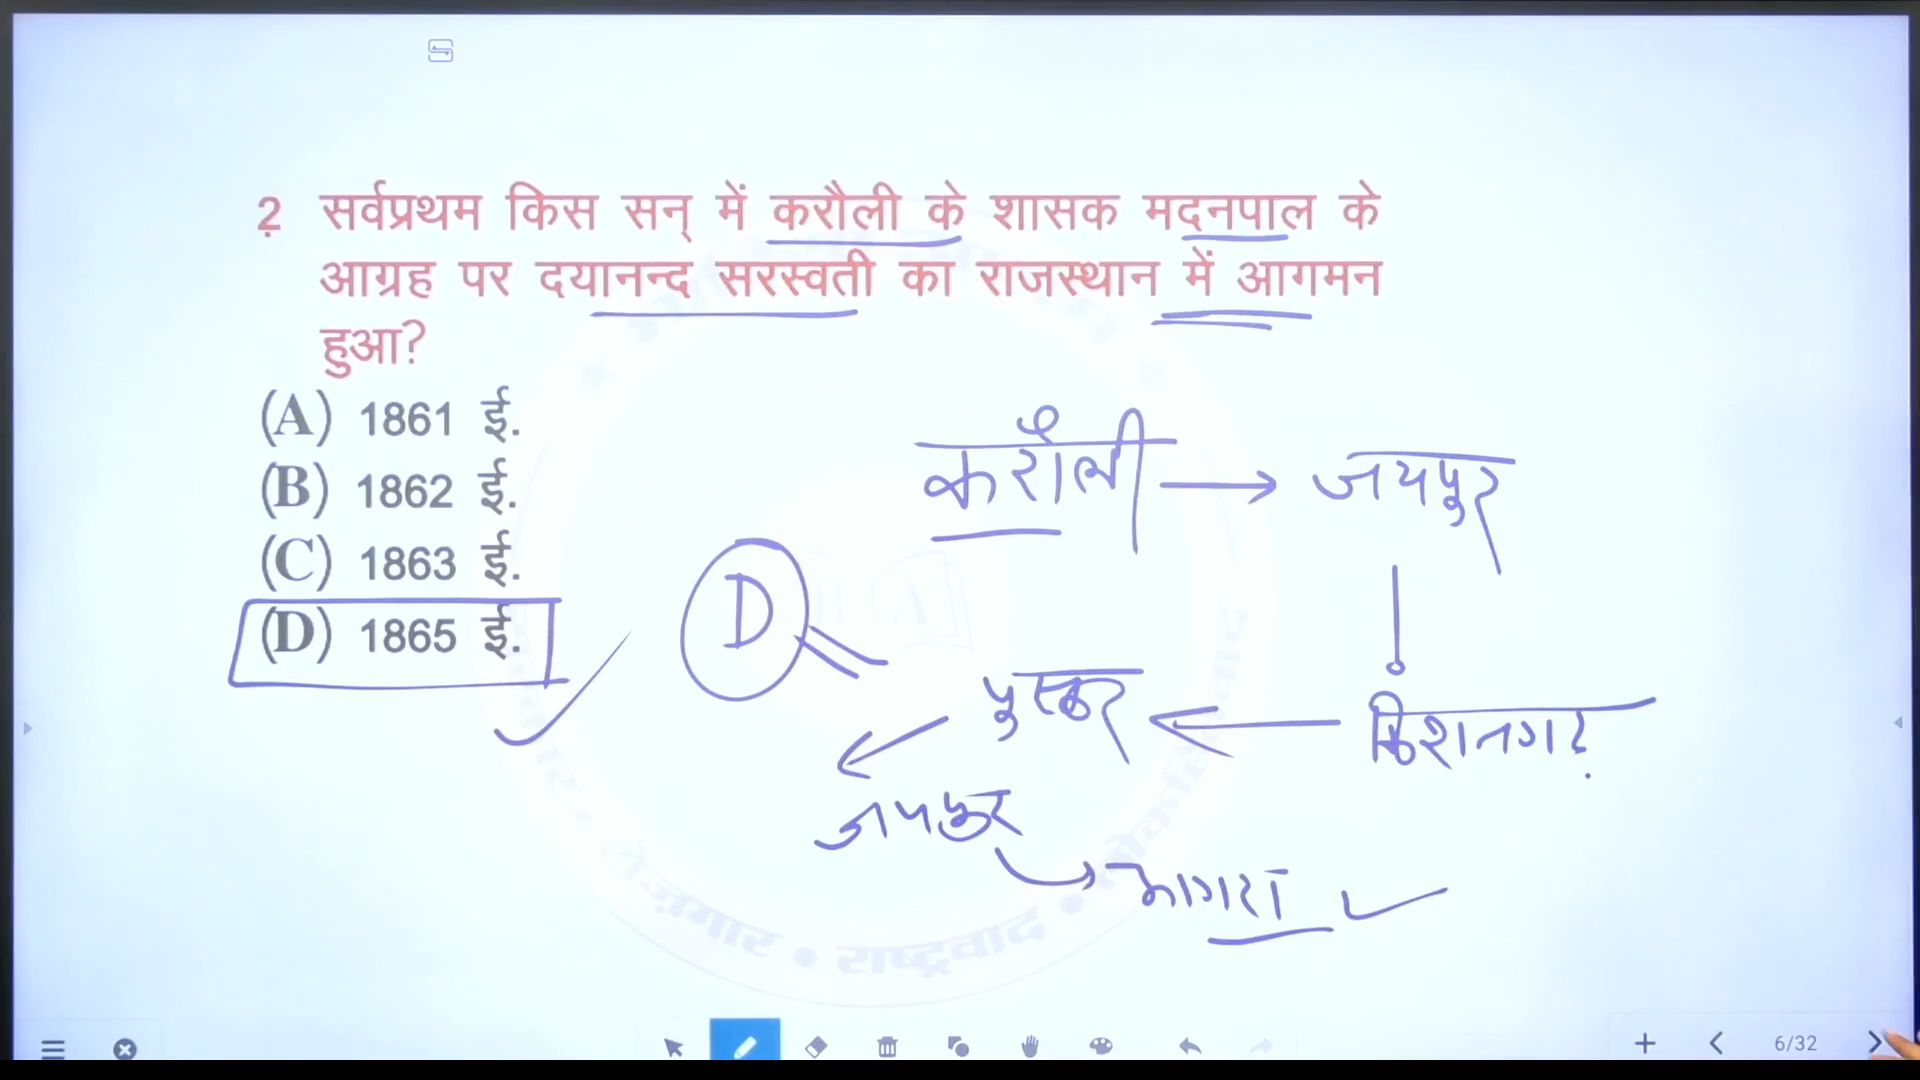 2 सर्वप्रथम किस सन् में करौली के शासक मदनपाल के
आग्रह पर दयानन्द सरस्वती का राजस्थान में आगमन
हुआ?
(A) 1861 ई.
(B) 1862 ई.
(C) 1863 ई.
(D) 1865 ई.
करौली → जयपुर
D
पुस्कर ← किशनगढ़
जयपुर
आगरा
राष्ट्रवाद
6/32